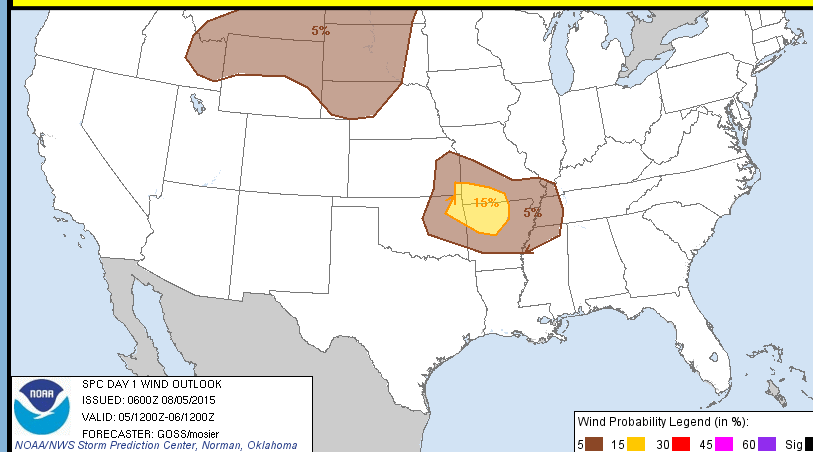 5%
15%
5%
NOAA
SPC DAY 1 WIND OUTLOOK
ISSUED: 0600Z 08/05/2015
VALID: 05/1200Z-06/1200Z
FORECASTER: GOSS/mosier
NOAA/NWS Storm Prediction Center, Norman, Oklahoma
Wind Probability Legend (in %):
5 15 30 45 60 Sig